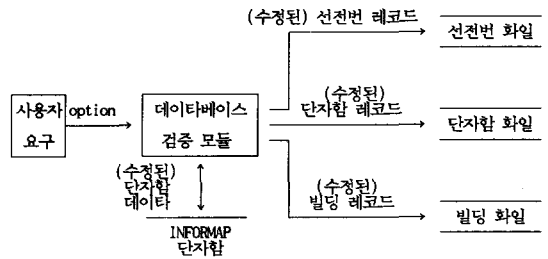 (수정된) 선전번 레코드
선전번 화일
사용자
요구
option
데이타베이스
검증 모듈
(수정된)
단자함 레코드
단자함 화일
(수정된)
단자함
데이타
(수정된)
빌딩 레코드
빌딩 화일
INFORMAP
단자함